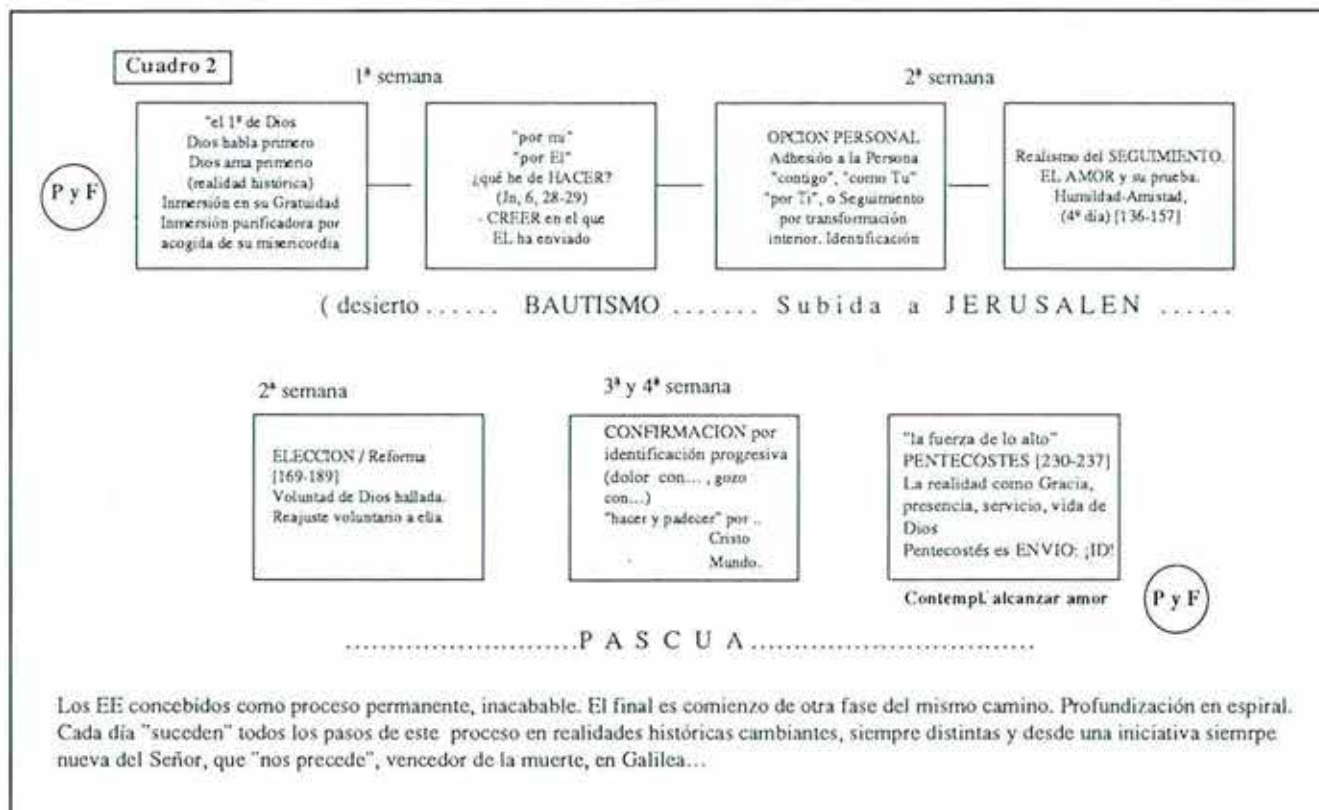 Cuadro 2
1ª semana
2ª semana
P y F
"el 1º de Dios
Dios habla primero
Dios ama primerio
(realidad histórica)
Inmersión en su Gratuidad
Inmersión purificadora por
acogida de su misericordia
"por mi"
"por El"
¿qué he de HACER?
(Jn, 6, 28-29)
- CREER en el que
EL ha enviado
OPCION PERSONAL
Adhesión a la Persona
"contigo", "como Tu"
"por Ti", o Seguimiento
por transformación
interior. Identificación
Realismo del SEGUIMIENTO.
EL AMOR y su prueba.
Humildad-Amistad,
(4º día) [136-157]
( desierto ...... BAUTISMO ....... Subida a JERUSALEN ......
2ª semana
3ª y 4ª semana
ELECCION / Reforma
[169-189]
Voluntad de Dios hallada.
Reajuste voluntario a ella
CONFIRMACION por
identificación progresiva
(dolor con... , gozo
con...)
"hacer y padecer" por ..
Cristo
Mundo.
"la fuerza de lo alto"
PENTECOSTES [230-237]
La realidad como Gracia,
presencia, servicio, vida de
Dios
Pentecostés es ENVIO: ¡ID!
Contempl. alcanzar amor
P y F
..........................PASCUA................................
Los EE concebidos como proceso permanente, inacabable. El final es comienzo de otra fase del mismo camino. Profundización en espiral.
Cada día "suceden" todos los pasos de este proceso en realidades históricas cambiantes, siempre distintas y desde una iniciativa siemrpe
nueva del Señor, que "nos precede", vencedor de la muerte, en Galilea...